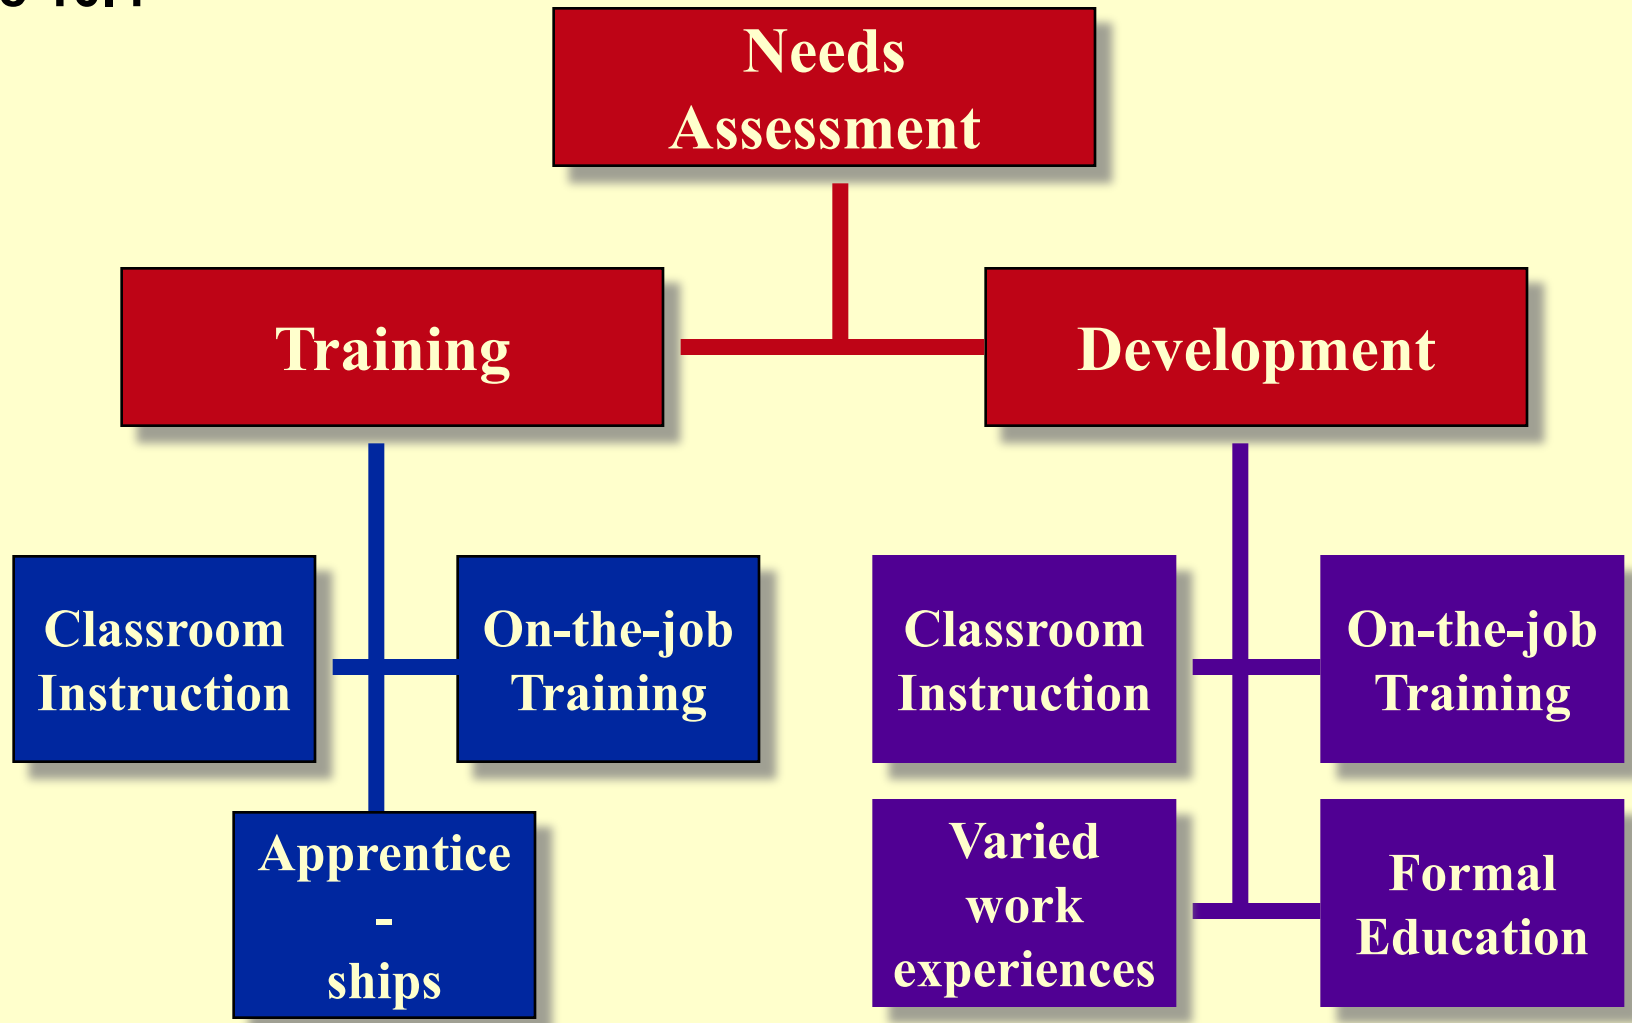 Needs
Assessment
Training
Development
Classroom
Instruction
On-the-job
Training
Apprentice
-
ships
Classroom
Instruction
On-the-job
Training
Varied
work
experiences
Formal
Education